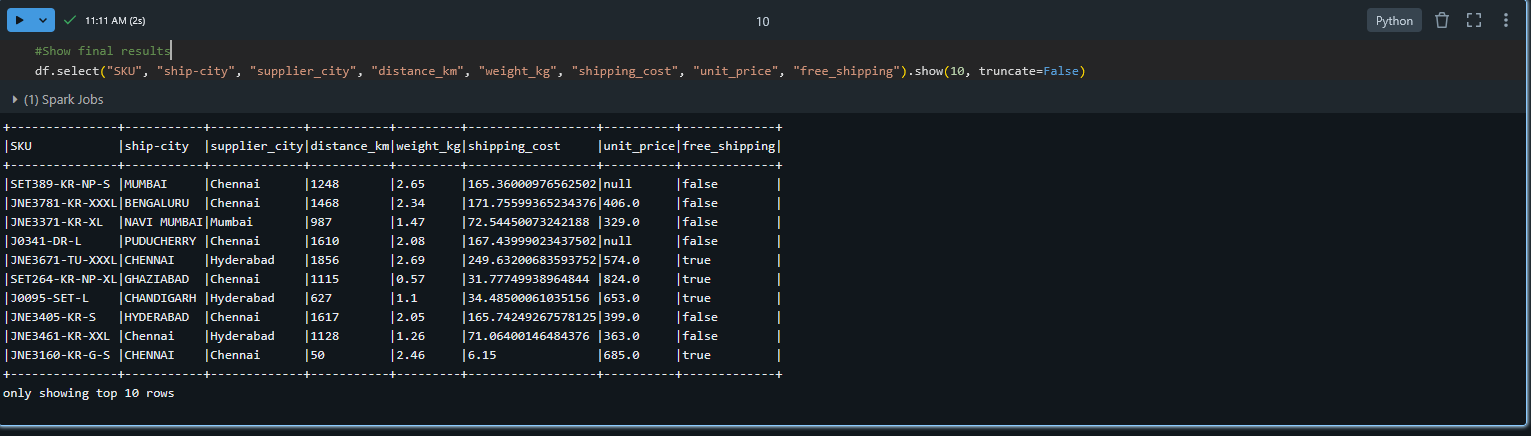 11:11 AM (2s)
10
Python
#Show final results
df.select("SKU", "ship-city", "supplier_city", "distance_km", "weight_kg", "shipping_cost", "unit_price", "free_shipping").show(10, truncate=False)
(1) Spark Jobs
+---------------+-----------+-------------+-----------+---------+------------------+----------+-------------+
|SKU            |ship-city  |supplier_city|distance_km|weight_kg|shipping_cost     |unit_price|free_shipping|
+---------------+-----------+-------------+-----------+---------+------------------+----------+-------------+
|SET389-KR-NP-S |MUMBAI     |Chennai      |1248       |2.65     |165.36000976562502|null      |false        |
|JNE3781-KR-XXXL|BENGALURU  |Chennai      |1468       |2.34     |171.75599365234376|406.0     |false        |
|JNE3371-KR-XL  |NAVI MUMBAI|Mumbai       |987        |1.47     |72.54450073242188 |329.0     |false        |
|J0341-DR-L     |PUDUCHERRY |Chennai      |1610       |2.08     |167.43999023437502|null      |false        |
|JNE3671-TU-XXXL|CHENNAI    |Hyderabad    |1856       |2.69     |249.63200683593752|574.0     |true         |
|SET264-KR-NP-XL|GHAZIABAD  |Chennai      |1115       |0.57     |31.77749938964844 |824.0     |true         |
|J0095-SET-L    |CHANDIGARH |Hyderabad    |627        |1.1      |34.48500061035156 |653.0     |true         |
|JNE3405-KR-S   |HYDERABAD  |Chennai      |1617       |2.05     |165.74249267578125|399.0     |false        |
|JNE3461-KR-XXL |Chennai    |Hyderabad    |1128       |1.26     |71.06400146484376 |363.0     |false        |
|JNE3160-KR-G-S |CHENNAI    |Chennai      |50         |2.46     |6.15              |685.0     |true         |
+---------------+-----------+-------------+-----------+---------+------------------+----------+-------------+
only showing top 10 rows